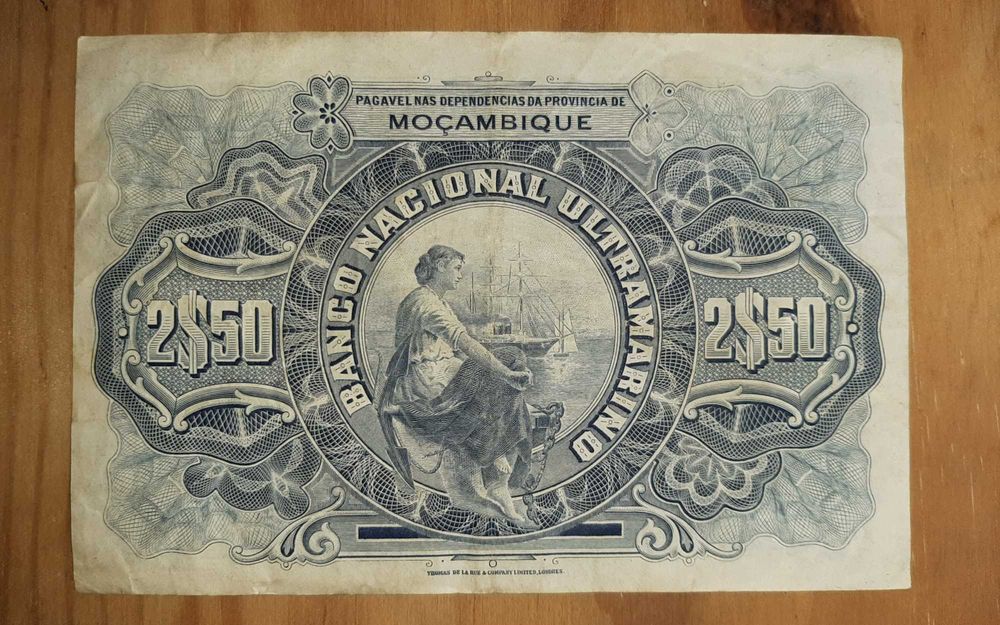 PAGAVEL NAS DEPENDENCIAS DA PROVINCIA DE
MOÇAMBIQUE
BANCO NACIONAL ULTRAMARINO
2$50
2$50
THOMAS DE LA RUE & COMPANY LIMITED, LONDRES.